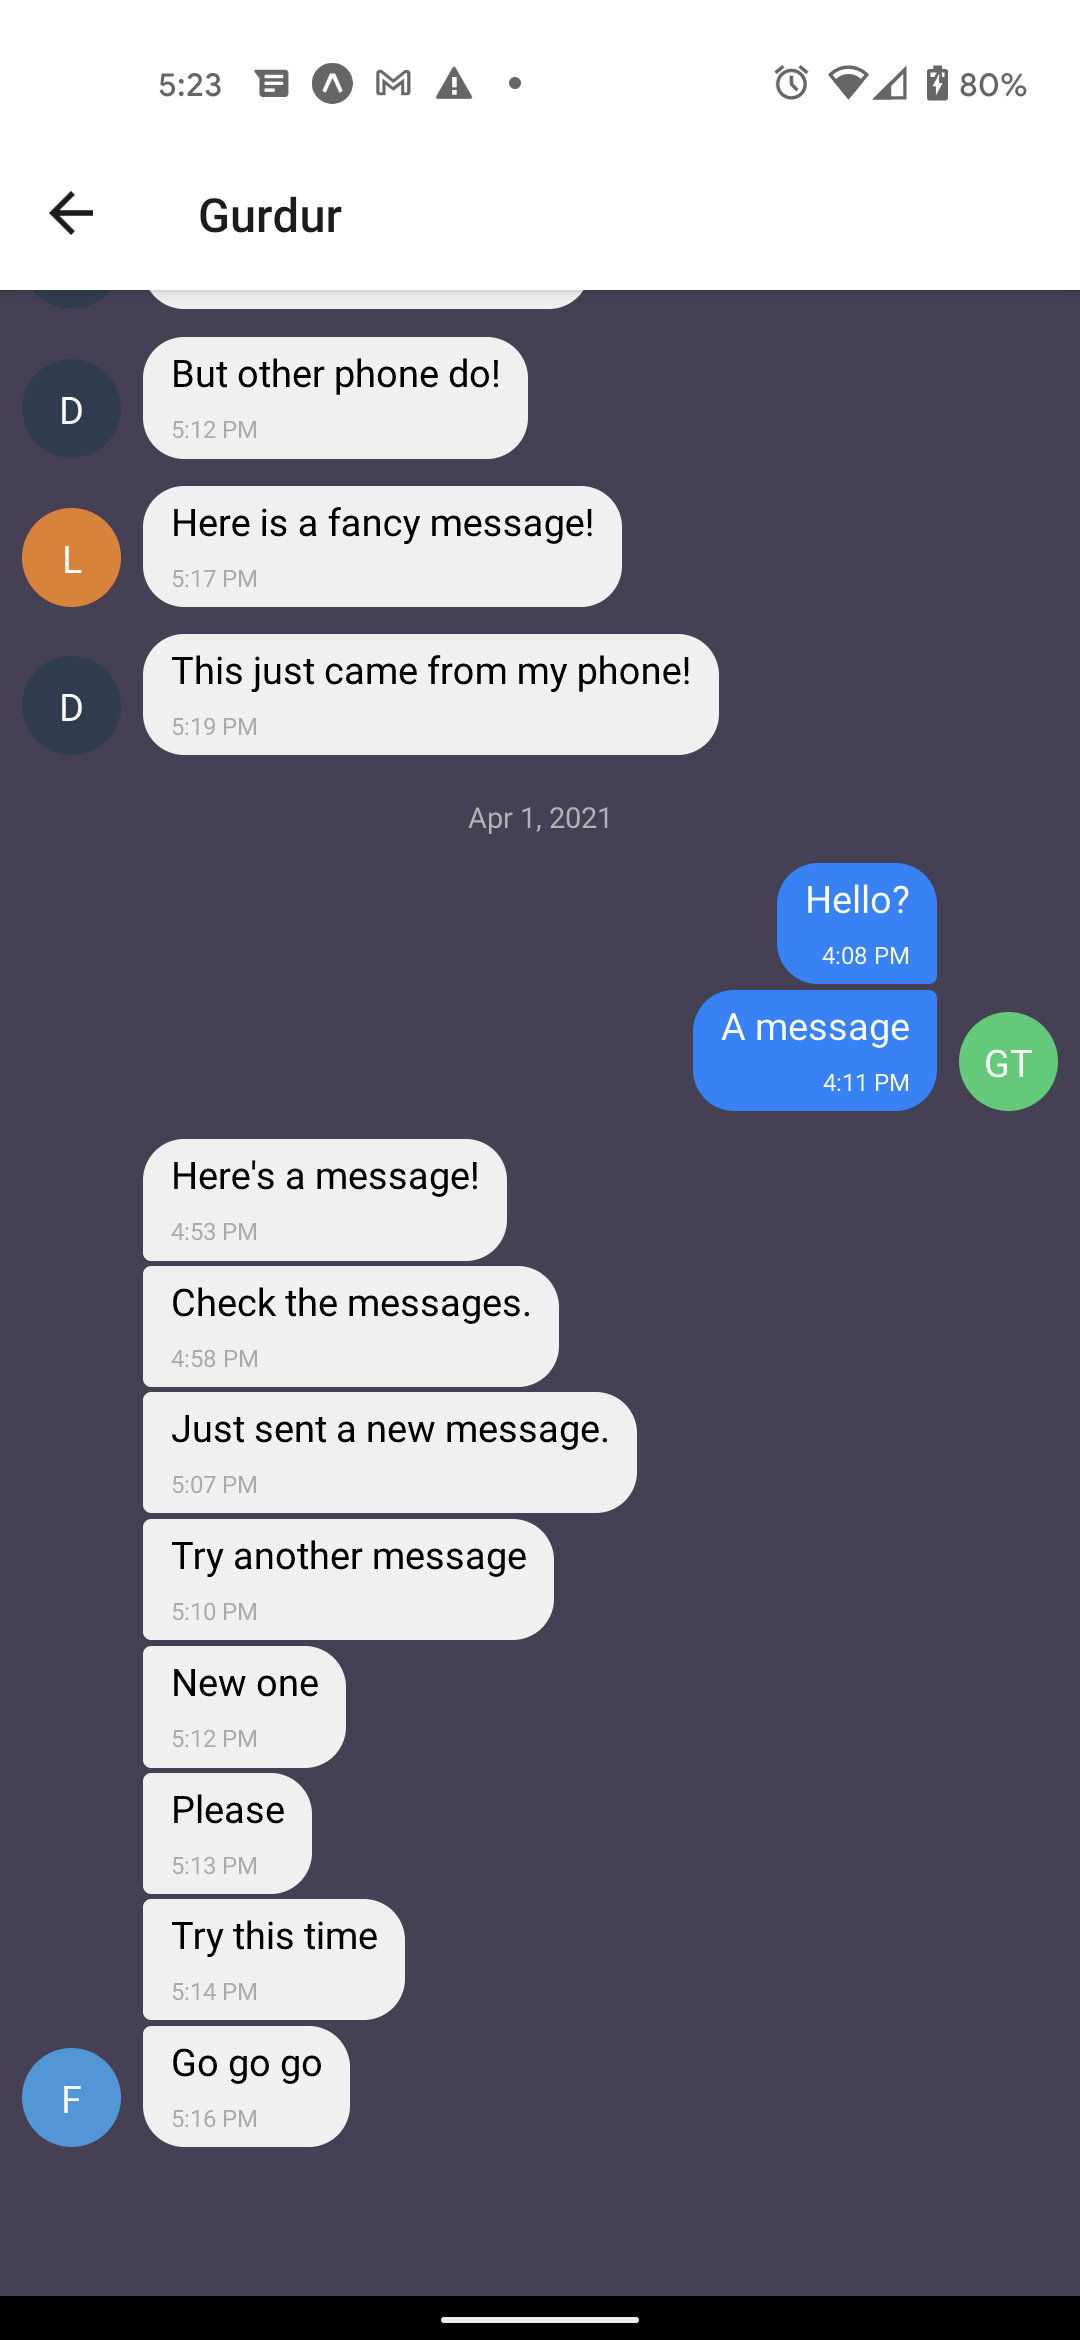 5:23
80%
Gurdur
But other phone do!
5:12 PM
D
Here is a fancy message!
5:17 PM
L
This just came from my phone!
5:19 PM
D
Apr 1, 2021
Hello?
4:08 PM
A message
4:11 PM
GT
Here's a message!
4:53 PM
Check the messages.
4:58 PM
Just sent a new message.
5:07 PM
Try another message
5:10 PM
New one
5:12 PM
Please
5:13 PM
Try this time
5:14 PM
Go go go
5:16 PM
F